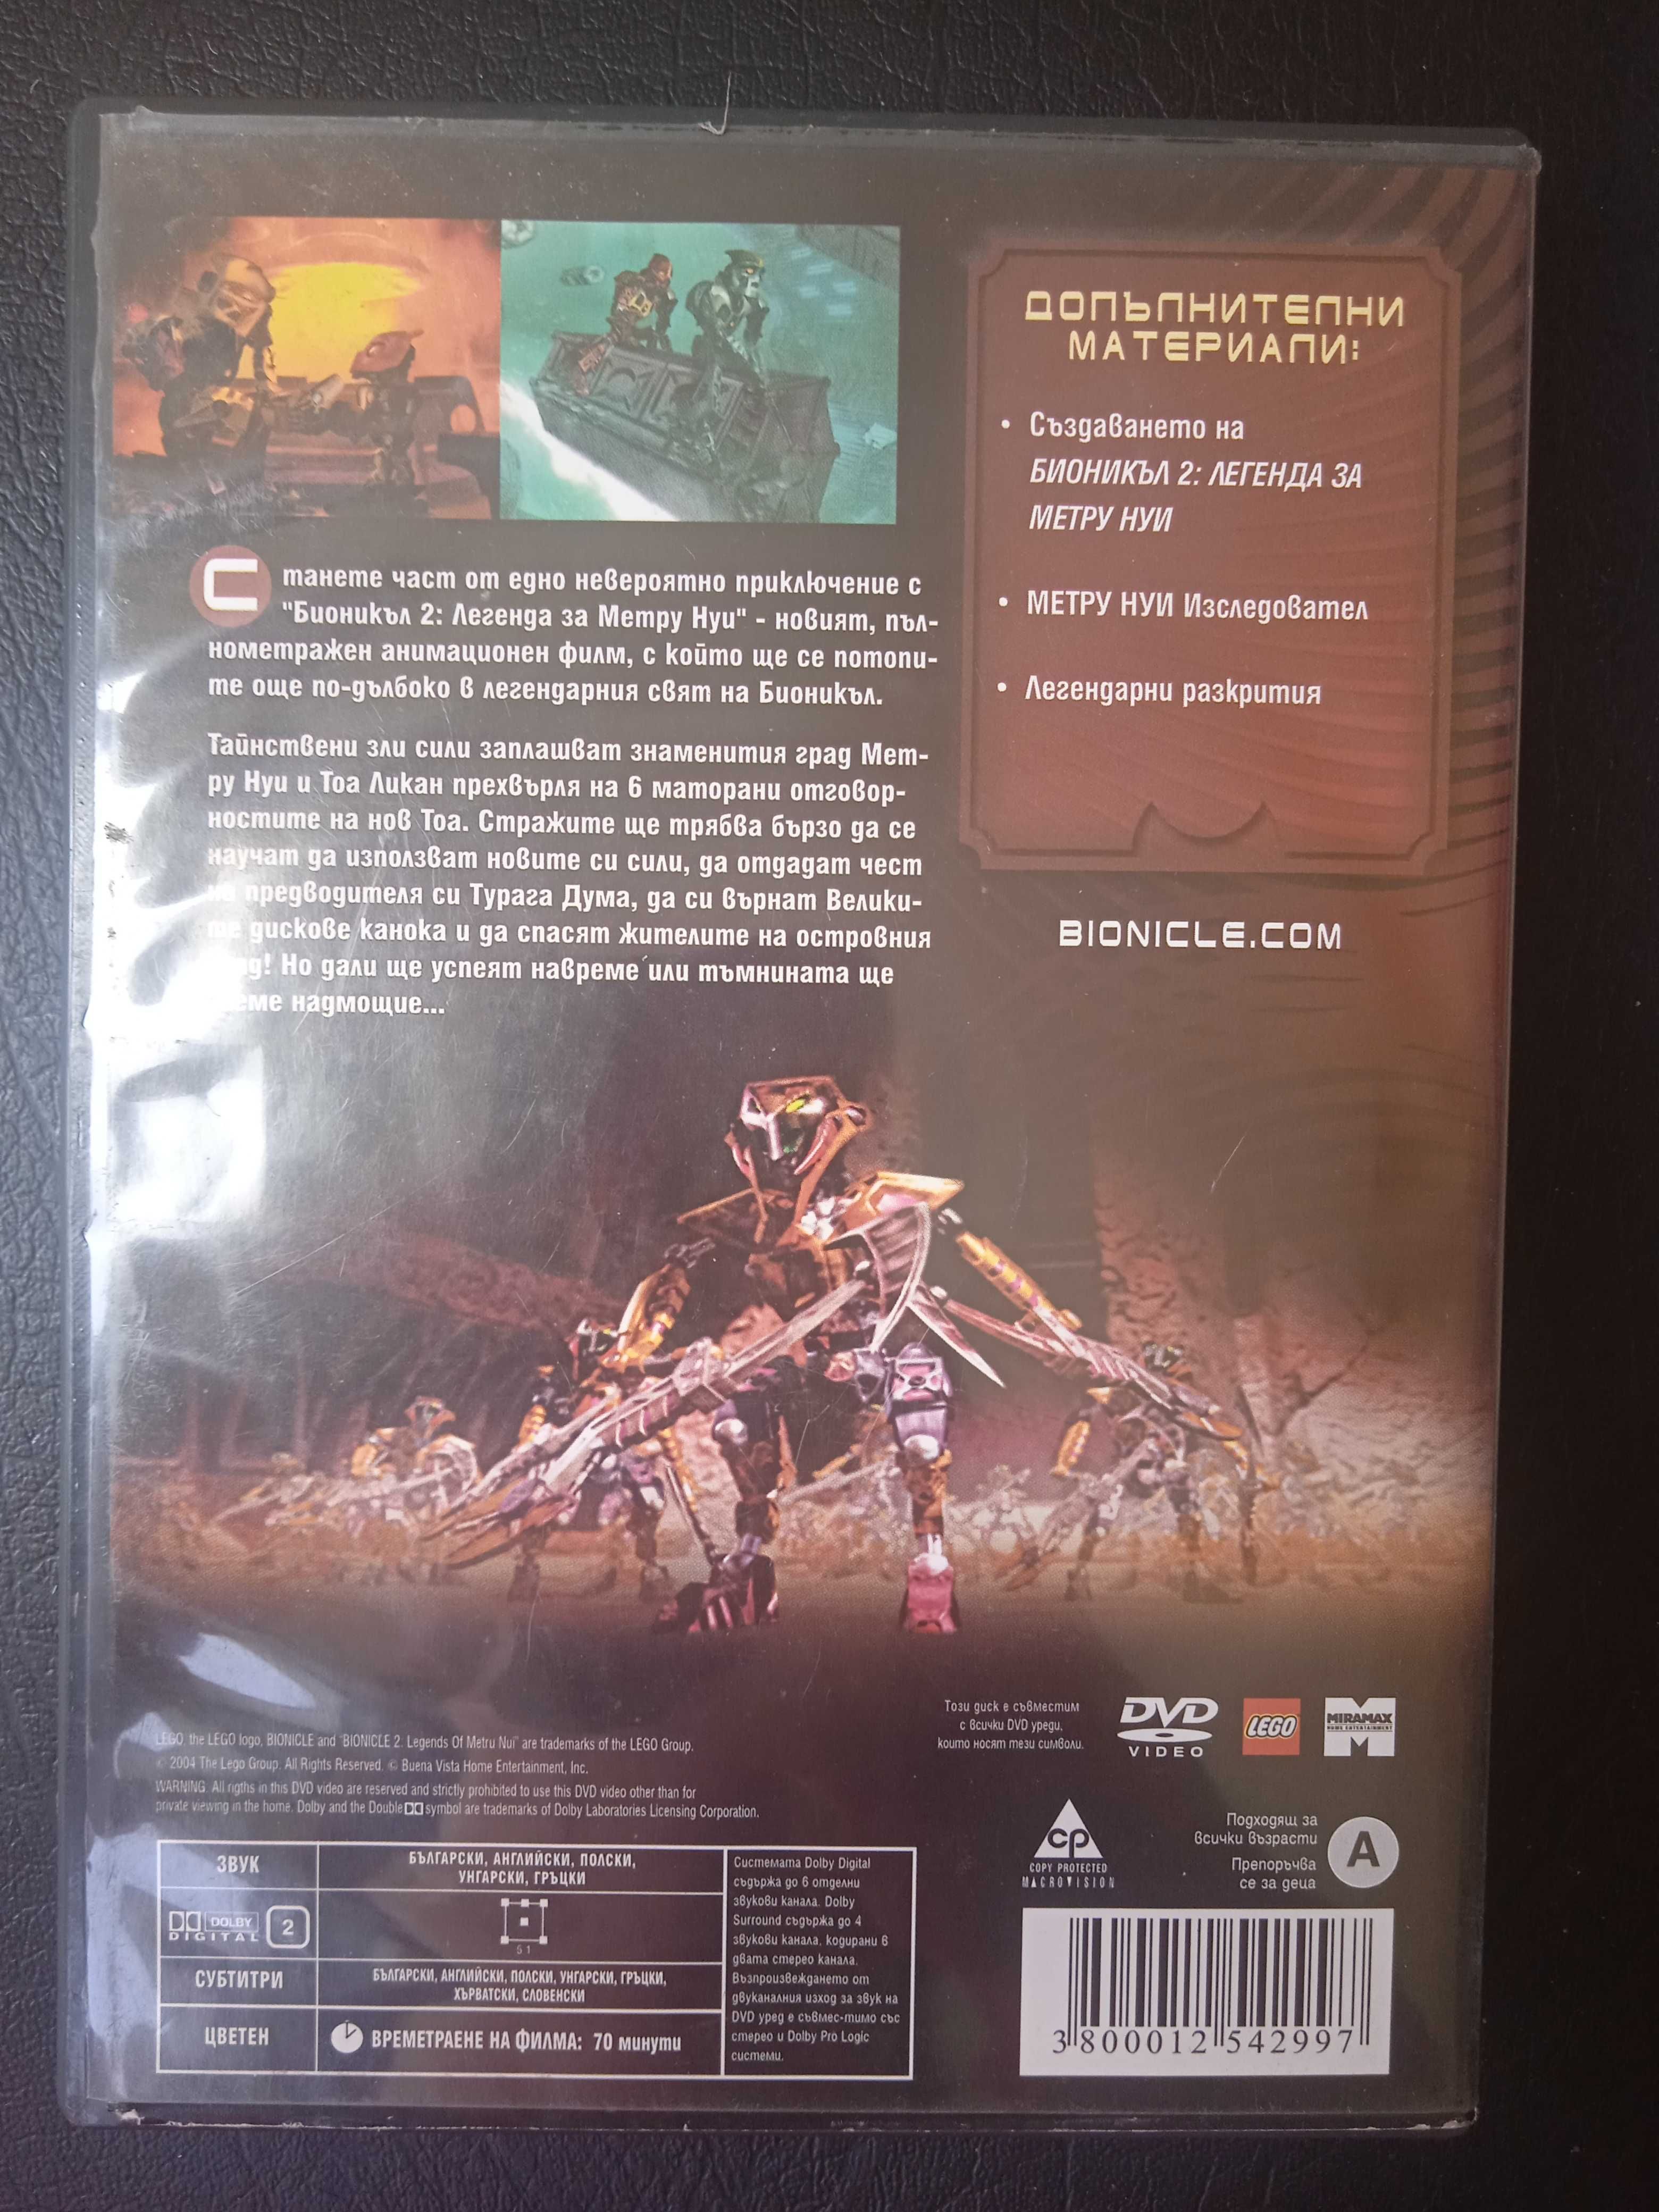 Станете част от едно невероятно приключение с
"Биониκъл 2: Легенда за Метру Нуи" - новият, пъл-
нометражен анимационен филм, с който ще се потопи-
те още по-дълбоко в легендарния свят на Биониκъл.
Тайнствени зли сили заплашват знаменития град Мет-
ру Нуи и Тоа Ликан прехвърля на 6 маторани отговор-
ностите на нов Тоа. Стражите ще трябва бързо да се
научат да използват новите си сили, да отдадат чест
предводителя си Турага Дума, да си върнат Велики-
те дискове канока и да спасят жителите на островния
Но дали ще успеят навреме или тъмнината ще
надмощие...
ДОПЪЛНИТЕЛНИ
МАТЕРИАЛИ:
• Създаването на
БИОНИКЪЛ 2: ЛЕГЕНДА ЗА
МЕТРУ НУИ
• МЕТРУ НУИ Изследовател
• Легендарни разкрития
BIONICLE.COM
LEGO, the LEGO logo, BIONICLE and "BIONICLE 2: Legends Of Metru Nui" are trademarks of the LEGO Group.
© 2004 The Lego Group. All Rights Reserved. © Buena Vista Home Entertainment, Inc.
WARNING: All rigths in this DVD video are reserved and strictly prohibited to use this DVD video other than for
private viewing in the home. Dolby and the Double symbol are trademarks of Dolby Laboratories Licensing Corporation.
Този диск е съвместим
с всички DVD уреди,
които носят тези символи.
DVD
VIDEO
LEGO
MIRAMAX
HOME ENTERTAINMENT
CP
COPY PROTECTED
MACROVISION
Подходящ за
всички възрасти
Препоръчва
се за деца
A
ЗВУК
БЪЛГАРСКИ, АНГЛИЙСКИ, ПОЛСКИ,
УНГАРСКИ, ГРЪЦКИ
DOLBY
DIGITAL
2
5.1
СУБТИТРИ
БЪЛГАРСКИ, АНГЛИЙСКИ, ПОЛСКИ, УНГАРСКИ, ГРЪЦКИ,
ХЪРВАТСКИ, СЛОВЕНСКИ
ЦВЕТЕН
ВРЕМЕТРАЕНЕ НА ФИЛМА: 70 минути
Системата Dolby Digital
съдържа до 6 отделни
звукови канала. Dolby
Surround съдържа до 4
звукови канала, кодирани в
двата стерео канала.
Възпроизвеждането от
двуканалния изход за звук на
DVD уред е съвмес-тимо със
стерео и Dolby Pro Logic
системи.
3 800012 542997